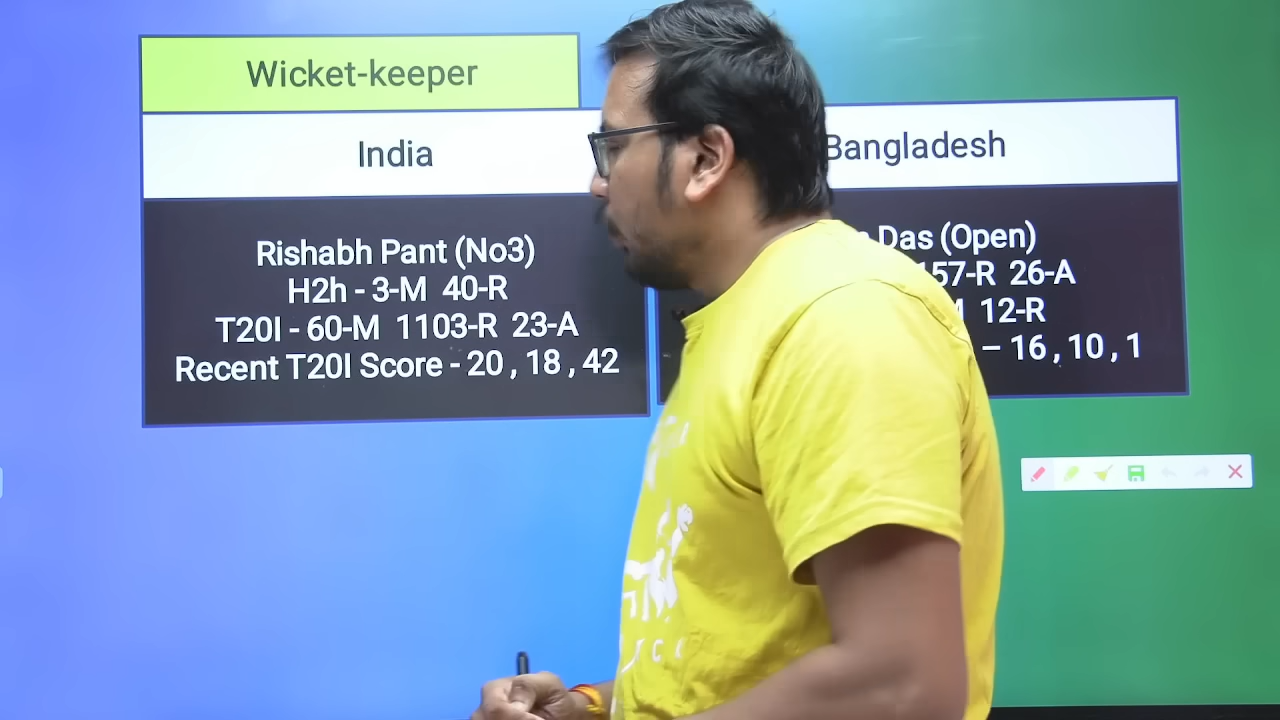 Wicket-keeper
India
Bangladesh
Rishabh Pant (No3)
H2h - 3-M 40-R
T20I - 60-M 1103-R 23-A
Recent T20I Score - 20 , 18 , 42
Das (Open)
157-R 26-A
12-R
– 16 , 10 , 1